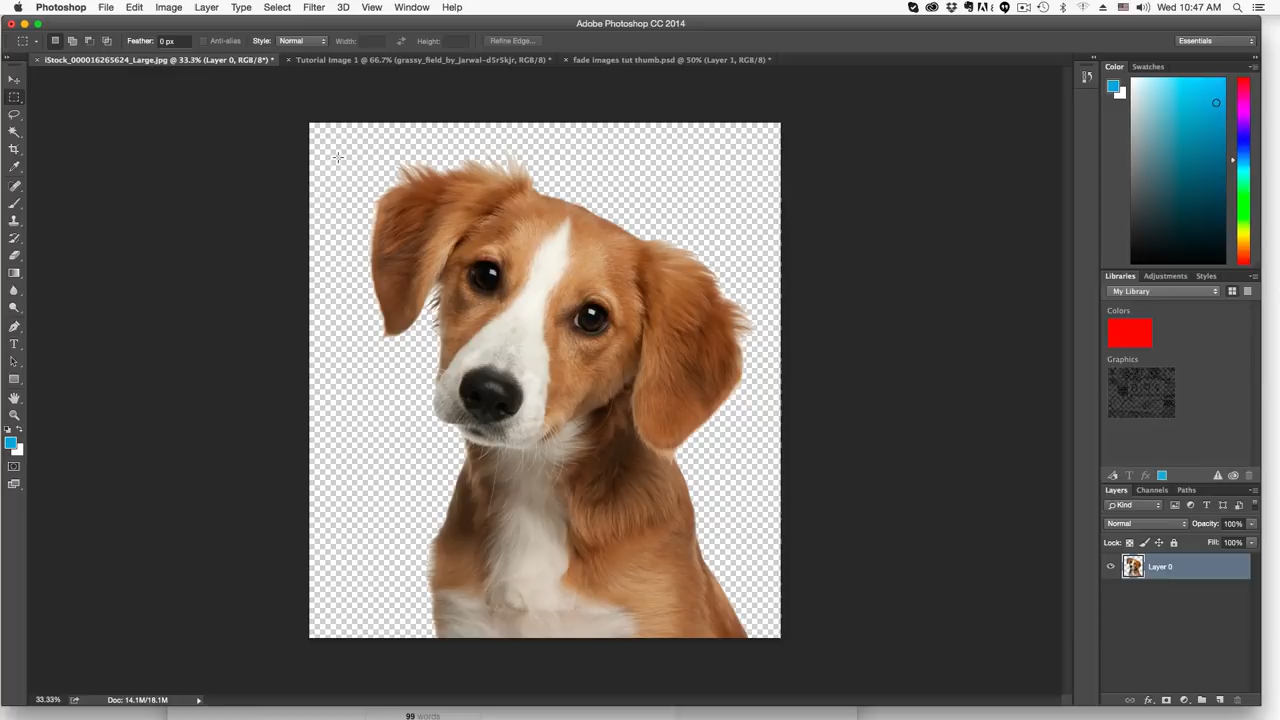 Photoshop File Edit Image Layer Type Select Filter 3D View Window Help Wed 10:47 AM
Adobe Photoshop CC 2014
Feather: 0 px Anti-alias Style: Normal Width: Height: Refine Edge... Essentials
iStock_000016265624_Large.jpg @ 33.3% (Layer 0, RGB/8*) * Tutorial Image 1 @ 66.7% (grassy_field_by_jarwal-d5r5kjr, RGB/8) * fade images tut thumb.psd @ 50% (Layer 1, RGB/8) *
Color Swatches
Libraries Adjustments Styles
My Library
Colors
Graphics
Layers Channels Paths
Kind
Normal Opacity: 100%
Lock: Fill: 100%
Layer 0
33.33% Doc: 14.1M/18.1M
99 words